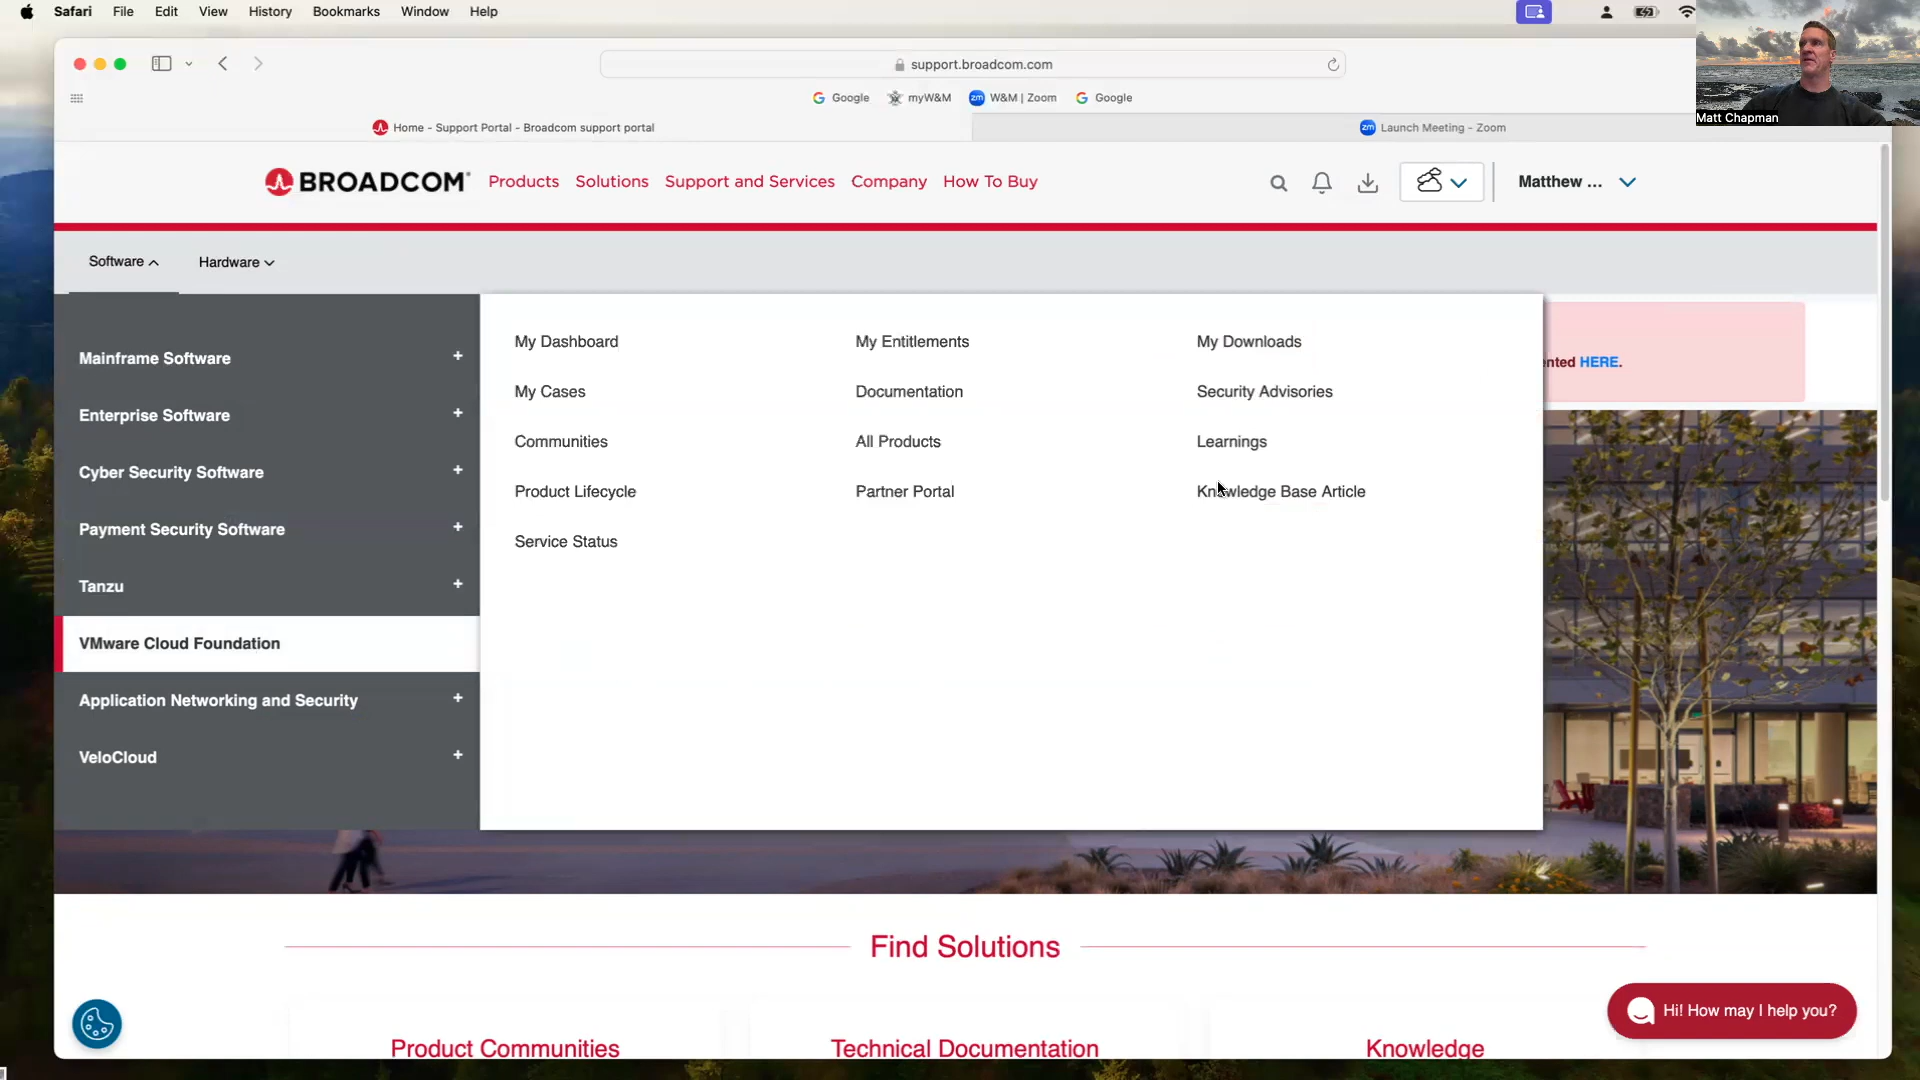 Safari File Edit View History Bookmarks Window Help
support.broadcom.com
Google myW&M W&M | Zoom Google
Matt Chapman
Home - Support Portal - Broadcom support portal
Launch Meeting - Zoom
BROADCOM Products Solutions Support and Services Company How To Buy
Matthew ...
Software Hardware
Mainframe Software +
Enterprise Software +
Cyber Security Software +
Payment Security Software +
Tanzu +
VMware Cloud Foundation
Application Networking and Security +
VeloCloud +
My Dashboard My Entitlements My Downloads
My Cases Documentation Security Advisories
Communities All Products Learnings
Product Lifecycle Partner Portal Knowledge Base Article
Service Status
nted HERE.
Find Solutions
Hi! How may I help you?
Product Communities Technical Documentation Knowledge